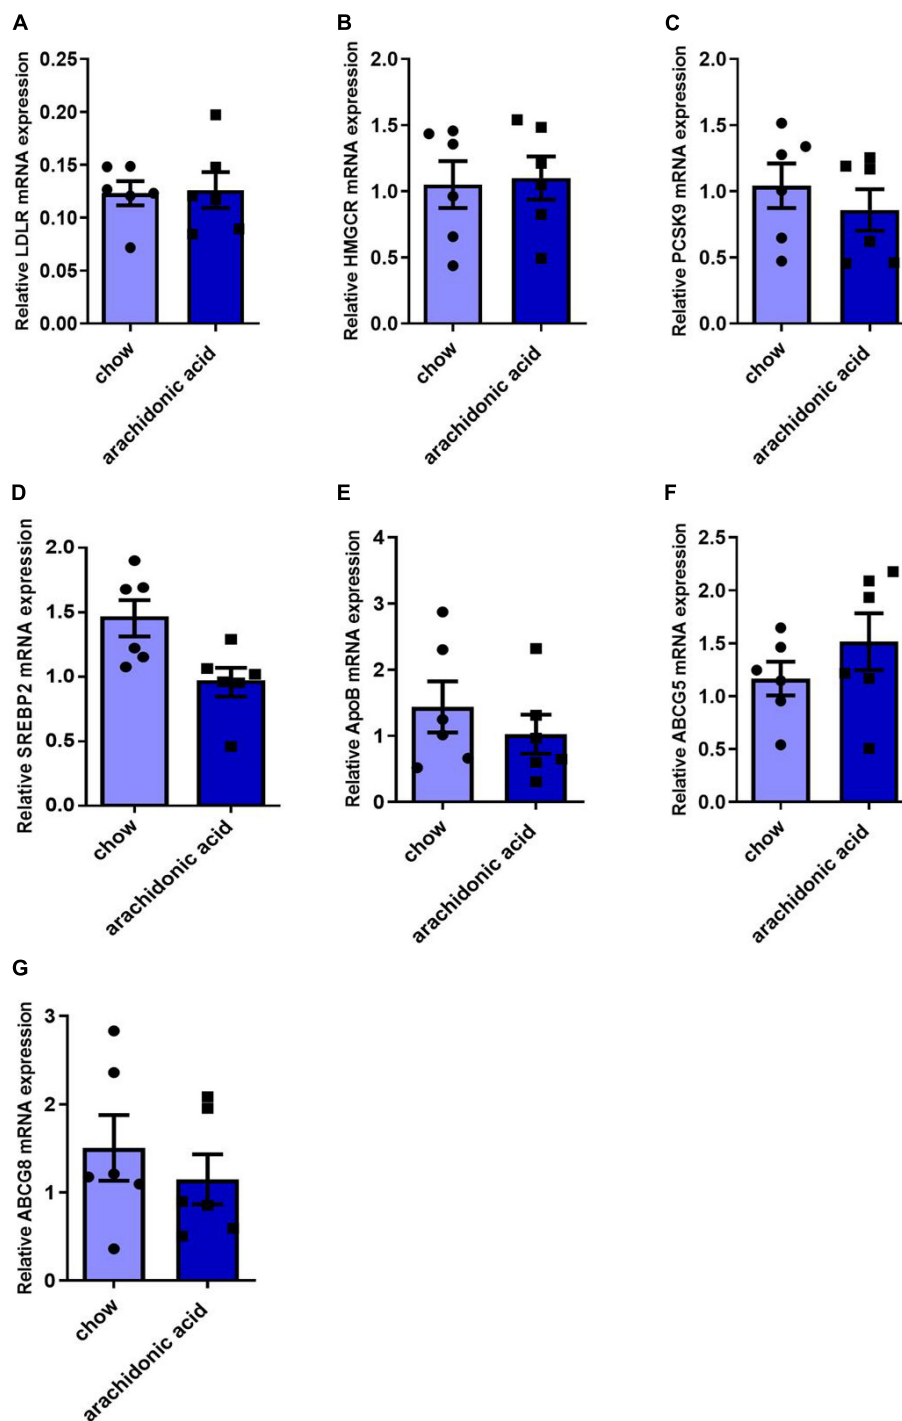 A
Relative LDLR mRNA expression
0.25
0.20
0.15
0.10
0.05
0.00
chow
arachidonic acid
B
Relative HMGCR mRNA expression
2.0
1.5
1.0
0.5
0.0
chow
arachidonic acid
C
Relative PCSK9 mRNA expression
2.0
1.5
1.0
0.5
0.0
chow
arachidonic acid
D
Relative SREBP2 mRNA expression
2.0
1.5
1.0
0.5
0.0
chow
arachidonic acid
E
Relative ApoB mRNA expression
4
3
2
1
0
chow
arachidonic acid
F
Relative ABCG5 mRNA expression
2.5
2.0
1.5
1.0
0.5
0.0
chow
arachidonic acid
G
Relative ABCG8 mRNA expression
3
2
1
0
chow
arachidonic acid